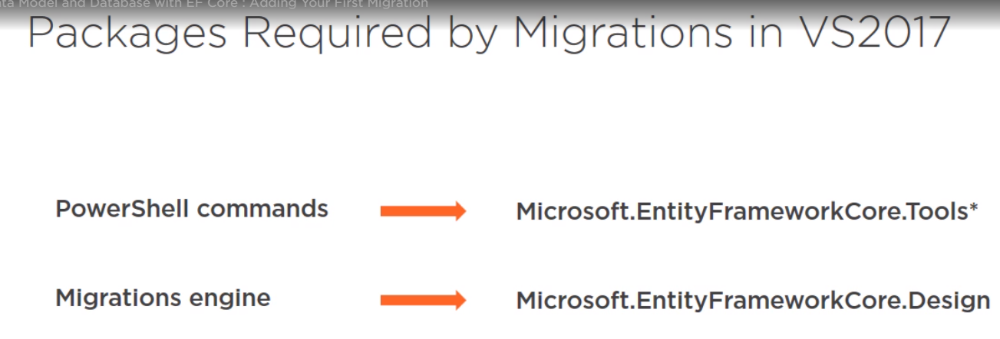 ta Model and Database with EF Core : Adding Your First Migration
Packages Required by Migrations in VS2017
PowerShell commands
Microsoft.EntityFrameworkCore.Tools*
Migrations engine
Microsoft.EntityFrameworkCore.Design